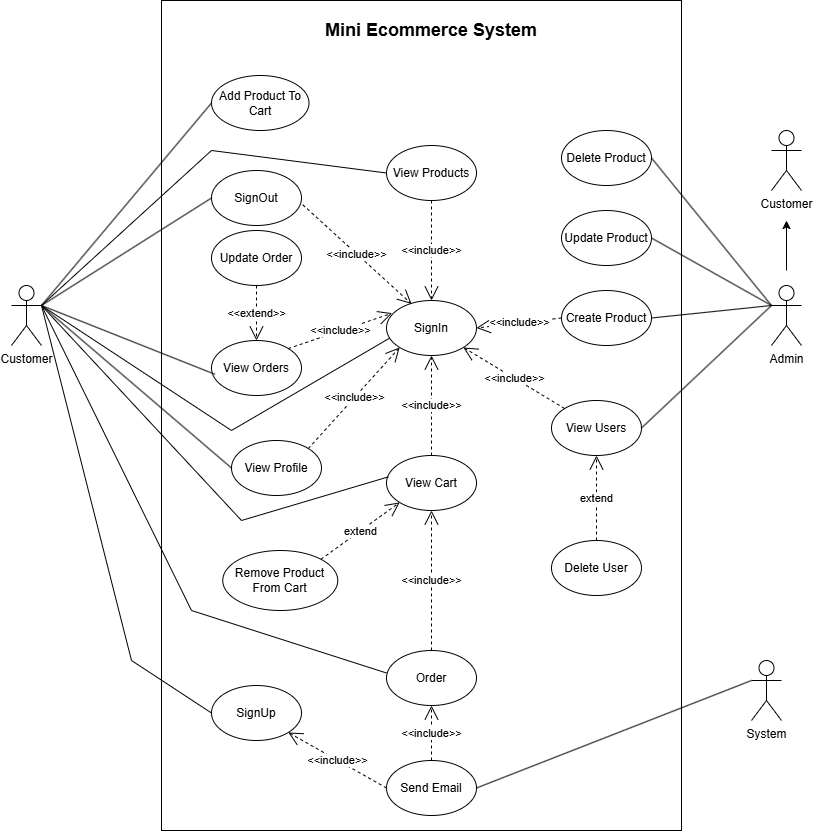 Mini Ecommerce System
Add Product To
Cart
View Products
Delete Product
SignOut
Customer
Update Order
<<include>>
<<include>>
Update Product
Customer
<<extend>>
<<include>>
SignIn
<<include>>
Create Product
Admin
View Orders
<<include>>
<<include>>
<<include>>
View Users
View Profile
View Cart
extend
extend
Remove Product
From Cart
<<include>>
Delete User
Order
SignUp
<<include>>
System
<<include>>
Send Email